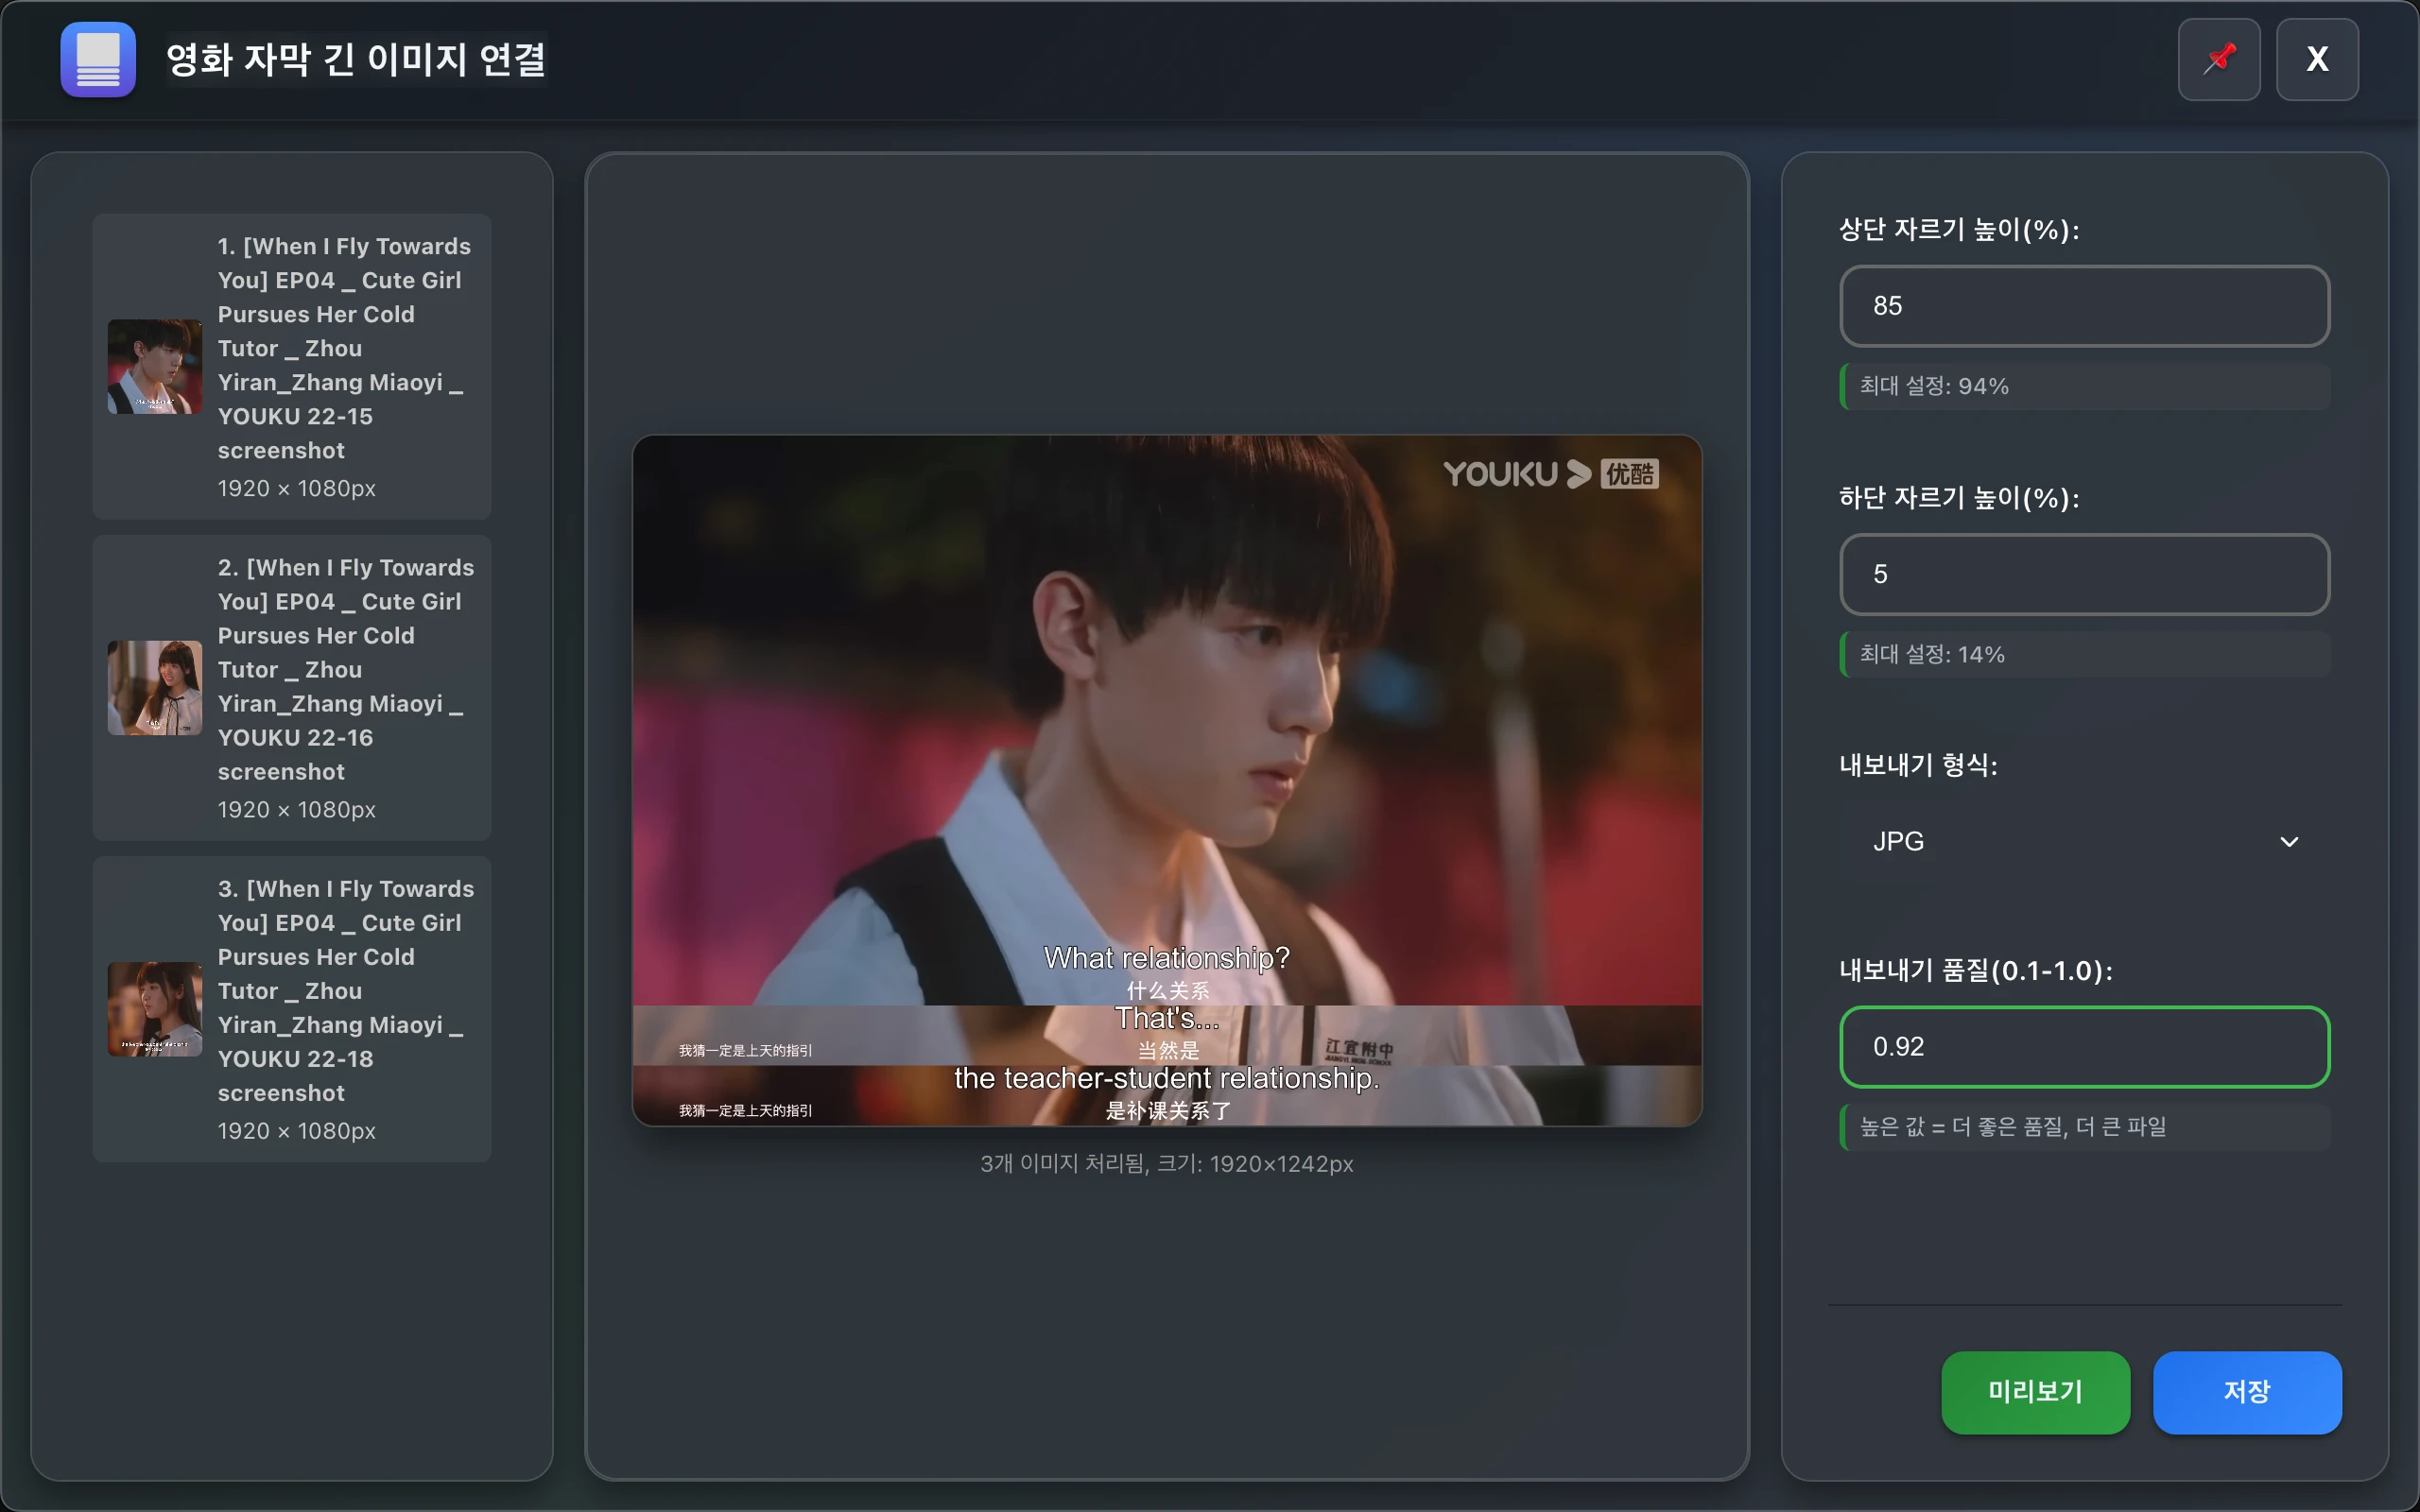 영화 자막 긴 이미지 연결
X
1. [When I Fly Towards
You] EP04 _ Cute Girl
Pursues Her Cold
Tutor _ Zhou
Yiran_Zhang Miaoyi _
YOUKU 22-15
screenshot
1920 × 1080px
2. [When I Fly Towards
You] EP04 _ Cute Girl
Pursues Her Cold
Tutor _ Zhou
Yiran_Zhang Miaoyi _
YOUKU 22-16
screenshot
1920 × 1080px
3. [When I Fly Towards
You] EP04 _ Cute Girl
Pursues Her Cold
Tutor _ Zhou
Yiran_Zhang Miaoyi _
YOUKU 22-18
screenshot
1920 × 1080px
YOUKU 优酷
What relationship?
什么关系
That's...
当然是
我猜一定是上天的指引
江宜附中
the teacher-student relationship.
是补课关系了
我猜一定是上天的指引
3개 이미지 처리됨, 크기: 1920×1242px
상단 자르기 높이(%):
85
최대 설정: 94%
하단 자르기 높이(%):
5
최대 설정: 14%
내보내기 형식:
JPG
내보내기 품질(0.1-1.0):
0.92
높은 값 = 더 좋은 품질, 더 큰 파일
미리보기
저장